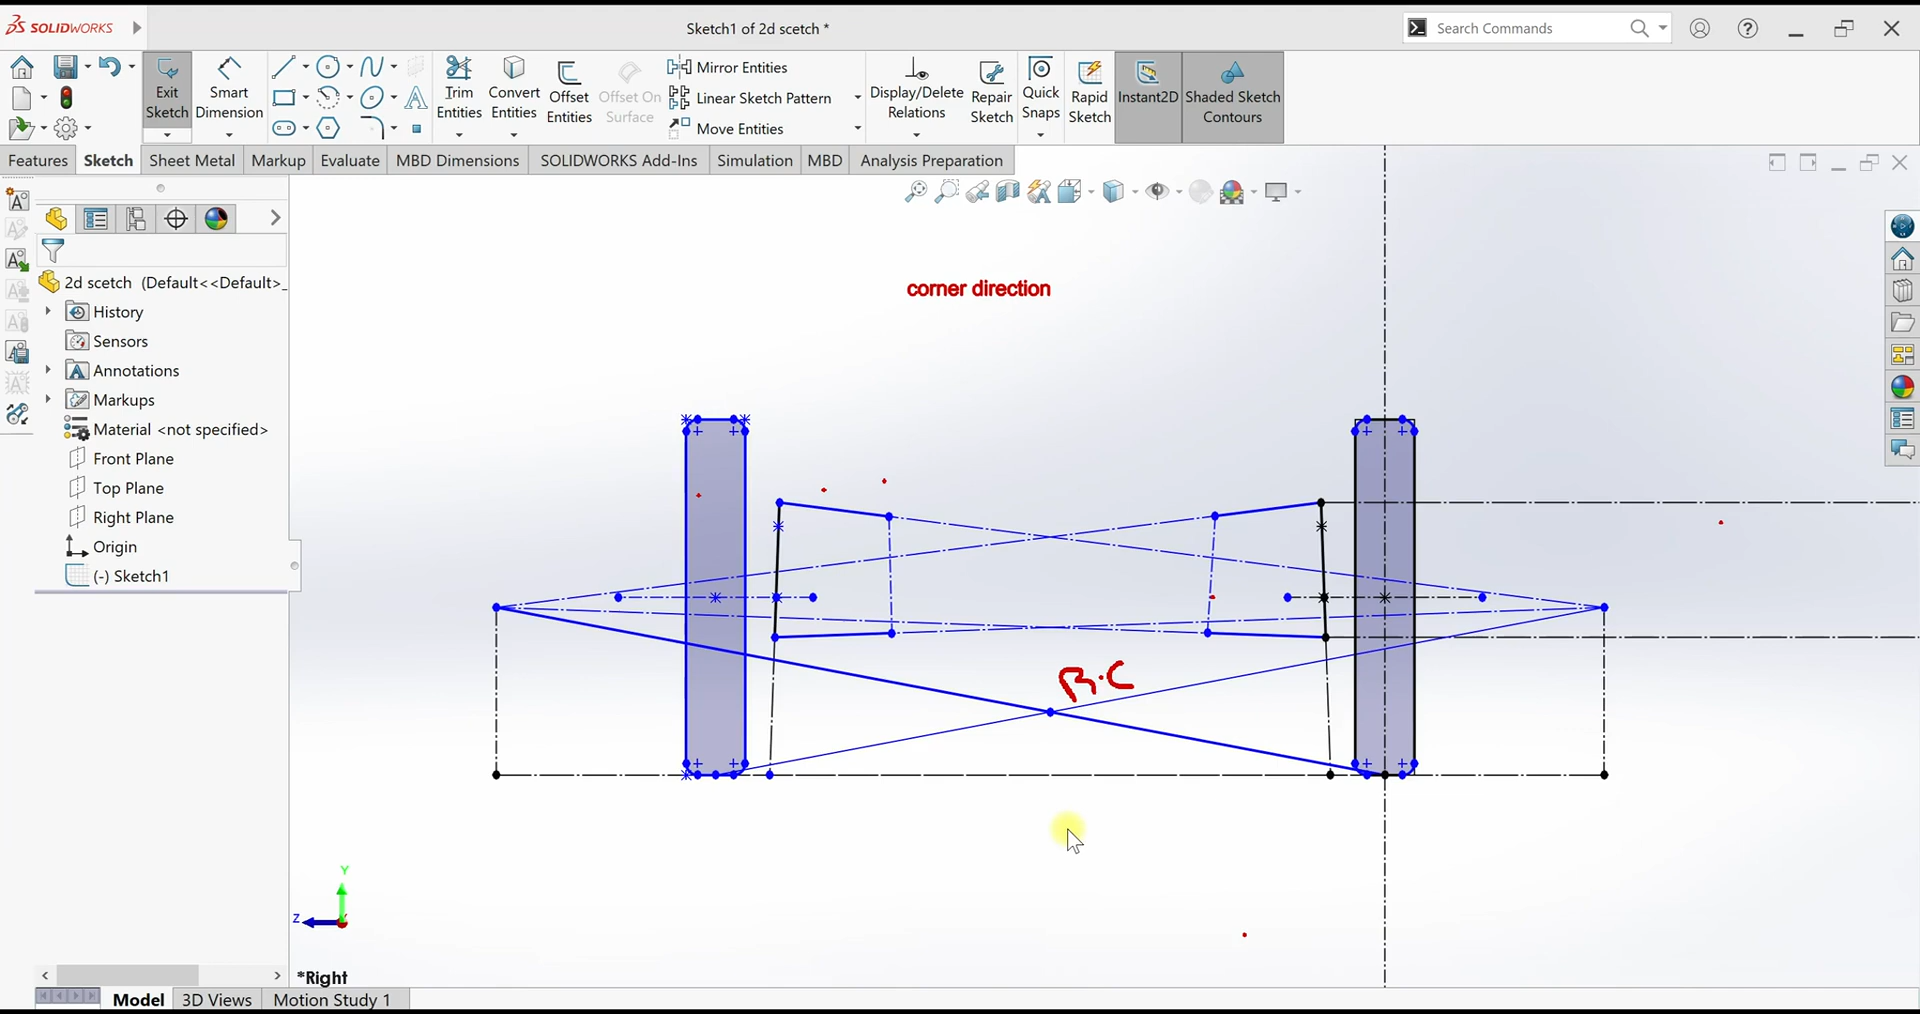 SOLIDWORKS
Sketch1 of 2d scetch *
Search Commands
Exit Sketch
Smart Dimension
Trim Entities
Convert Entities
Offset Entities
Offset On Surface
Mirror Entities
Linear Sketch Pattern
Move Entities
Display/Delete Relations
Repair Sketch
Quick Snaps
Rapid Sketch
Instant2D
Shaded Sketch Contours
Features
Sketch
Sheet Metal
Markup
Evaluate
MBD Dimensions
SOLIDWORKS Add-Ins
Simulation
MBD
Analysis Preparation
2d scetch (Default<<Default>_
History
Sensors
Annotations
Markups
Material <not specified>
Front Plane
Top Plane
Right Plane
Origin
(-) Sketch1
corner direction
R.C
Y
Z
*Right
Model
3D Views
Motion Study 1